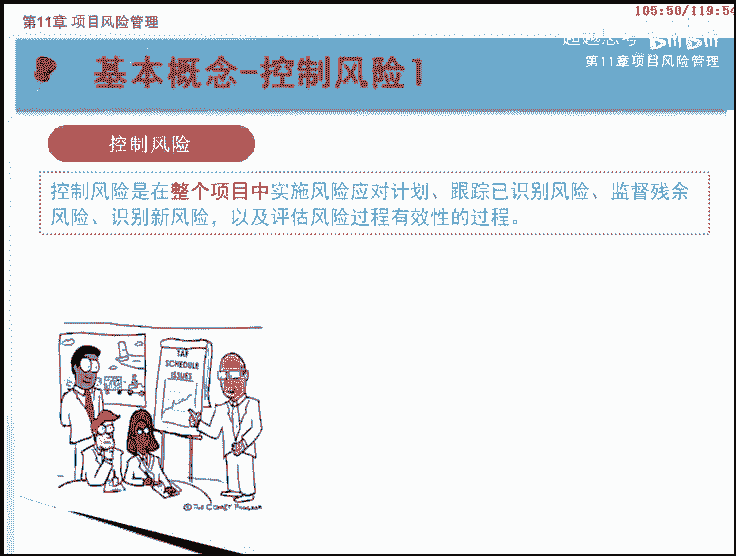 第11章 项目风险管理
105:50/119:54
bilibili
第11章项目风险管理
基本概念-控制风险1
控制风险
控制风险是在整个项目中实施风险应对计划、跟踪已识别风险、监督残余
风险、识别新风险，以及评估风险过程有效性的过程。
SCHEDULE
ISSUES
© THE COMET PROGRAM